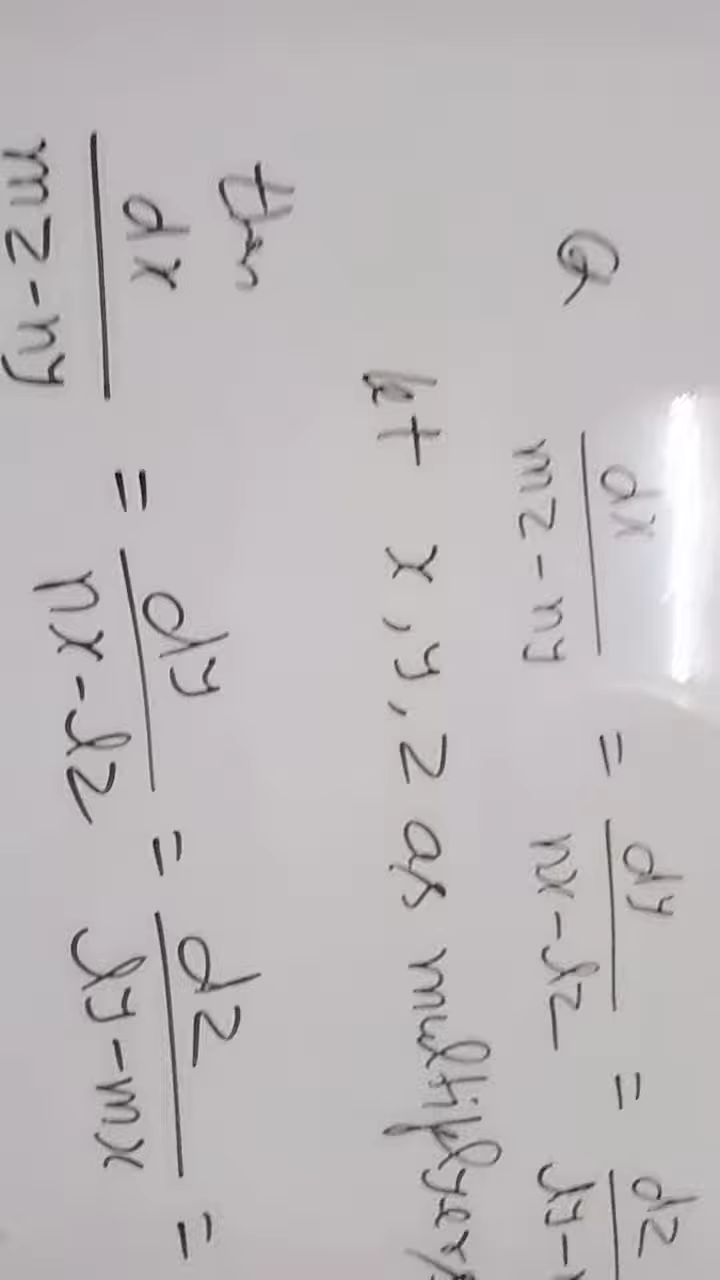 Q dx/(mz-ny) = dy/(nx-lz) = dz/(ly-
let x, y, z as multiplyers
then
dx/(mz-ny) = dy/(nx-lz) = dz/(ly-mx) =